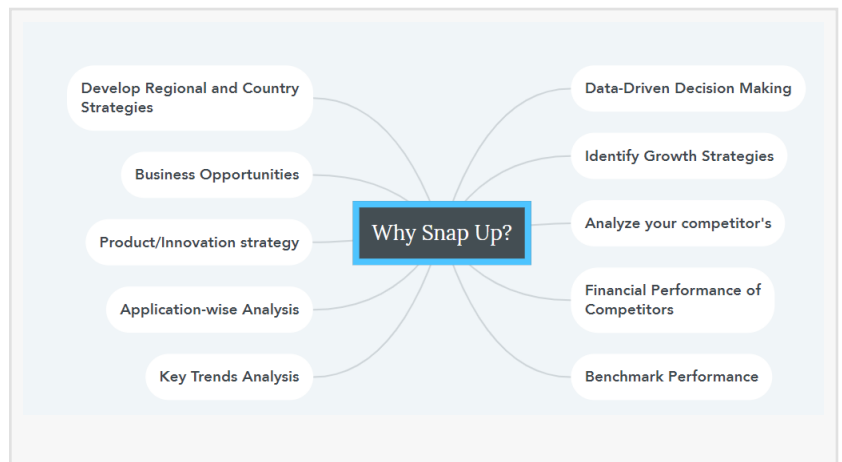 Develop Regional and Country
Strategies
Business Opportunities
Product/Innovation strategy
Application-wise Analysis
Key Trends Analysis
Why Snap Up?
Data-Driven Decision Making
Identify Growth Strategies
Analyze your competitor's
Financial Performance of
Competitors
Benchmark Performance